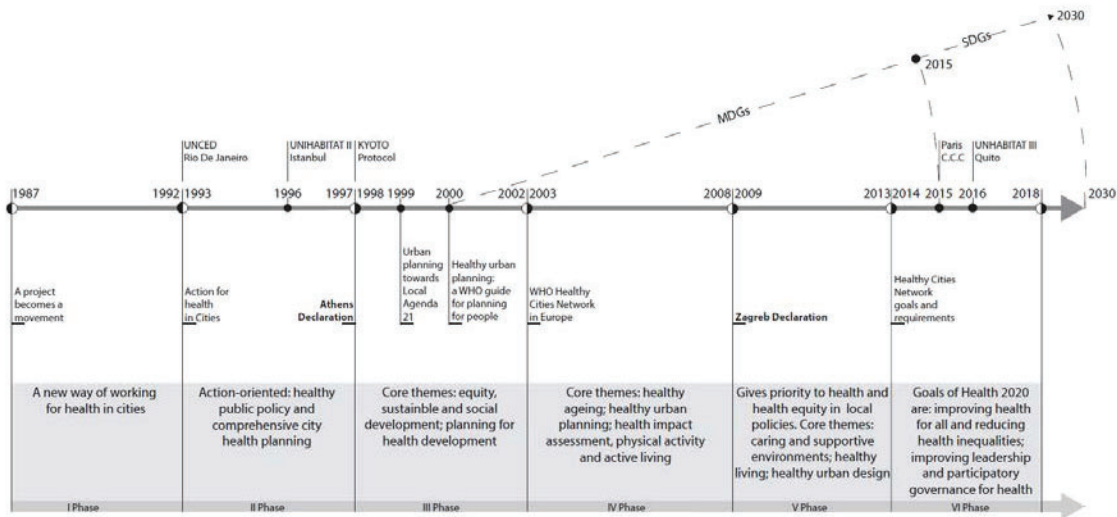 2030
SDGs
2015
MDGs
UNCED
Rio De Janeiro
UNIHABITAT II
Istanbul
KYOTO
Protocol
Paris
C.C.C
UNHABITAT III
Quito
1987
1992
1993
1996
1997
1998
1999
2000
2002
2003
2008
2009
2013
2014
2015
2016
2018
2030
A project
becomes a
movement
Action for
health
in Cities
Athens
Declaration
Urban
planning
towards
Local
Agenda
21
Healthy urban
planning:
a WHO guide
for planning
for people
WHO Healthy
Cities Network
in Europe
Zagreb Declaration
Healthy Cities
Network
goals and
requirements
A new way of working
for health in cities
Action-oriented: healthy
public policy and
comprehensive city
health planning
Core themes: equity,
sustainble and social
development; planning for
health development
Core themes: healthy
ageing; healthy urban
planning; health impact
assessment, physical activity
and active living
Gives priority to health and
health equity in local
policies. Core themes:
caring and supportive
environments; healthy
living; healthy urban design
Goals of Health 2020
are: improving health
for all and reducing
health inequalities;
improving leadership
and participatory
governance for health
I Phase
II Phase
III Phase
IV Phase
V Phase
VI Phase